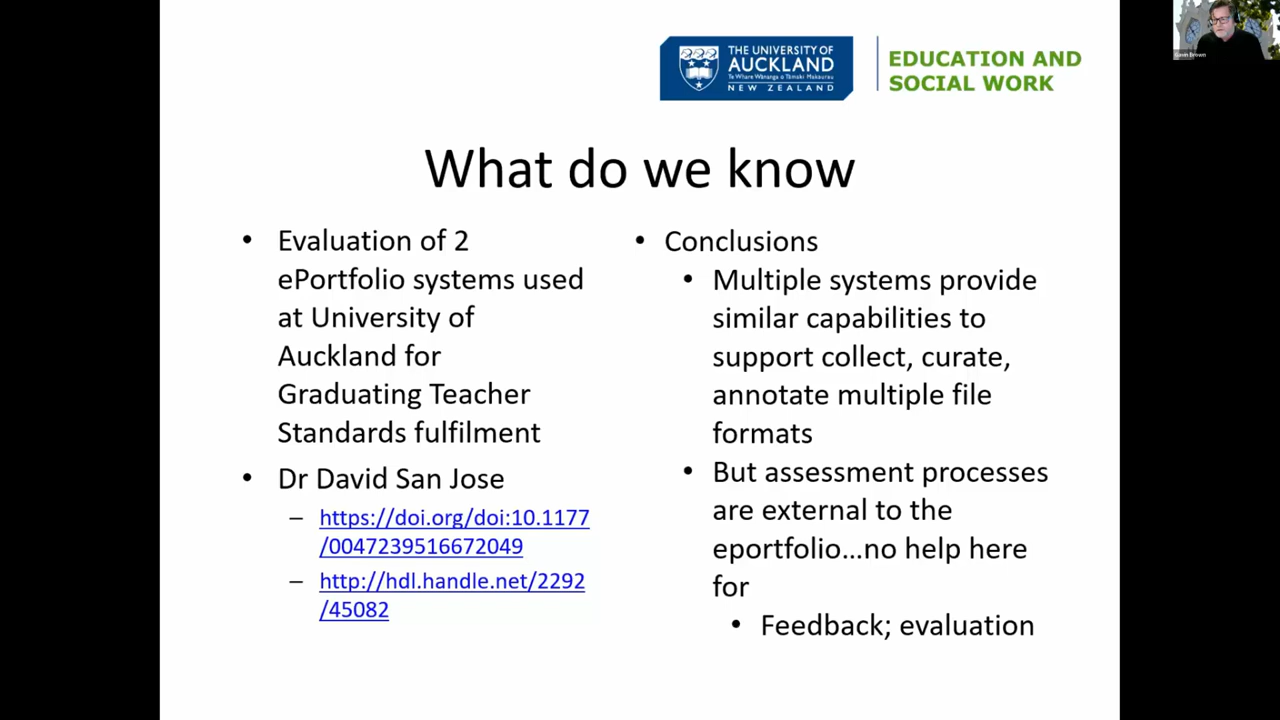 THE UNIVERSITY OF
AUCKLAND
Te Whare Wānanga o Tāmaki Makaurau
NEW ZEALAND
EDUCATION AND
SOCIAL WORK
Gavin Brown
What do we know
• Evaluation of 2
ePortfolio systems used
at University of
Auckland for
Graduating Teacher
Standards fulfilment
• Dr David San Jose
– https://doi.org/doi:10.1177
/0047239516672049
– http://hdl.handle.net/2292
/45082
• Conclusions
• Multiple systems provide
similar capabilities to
support collect, curate,
annotate multiple file
formats
• But assessment processes
are external to the
eportfolio...no help here
for
• Feedback; evaluation